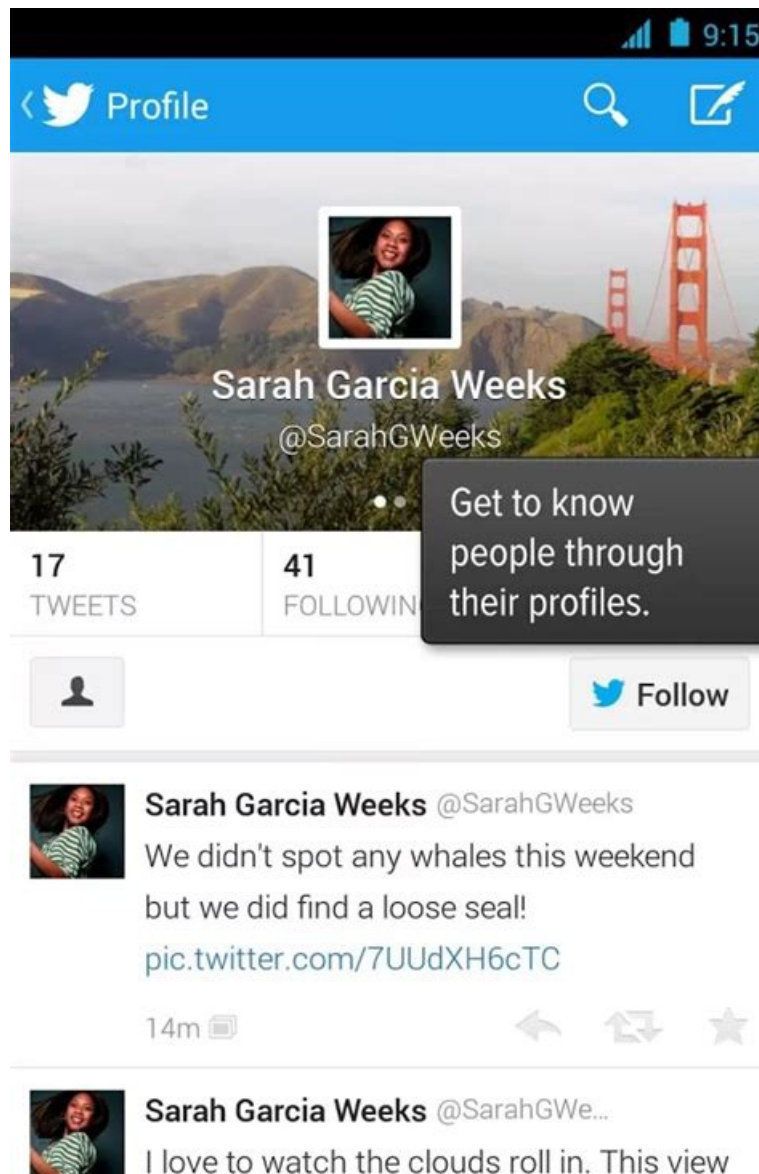 9:15
Profile
Sarah Garcia Weeks
@SarahGWeeks
Get to know
people through
their profiles.
17
TWEETS
41
FOLLOWIN
Follow
Sarah Garcia Weeks @SarahGWeeks
We didn't spot any whales this weekend
but we did find a loose seal!
pic.twitter.com/7UUdXH6cTC
14m
Sarah Garcia Weeks @SarahGWe...
I love to watch the clouds roll in. This view